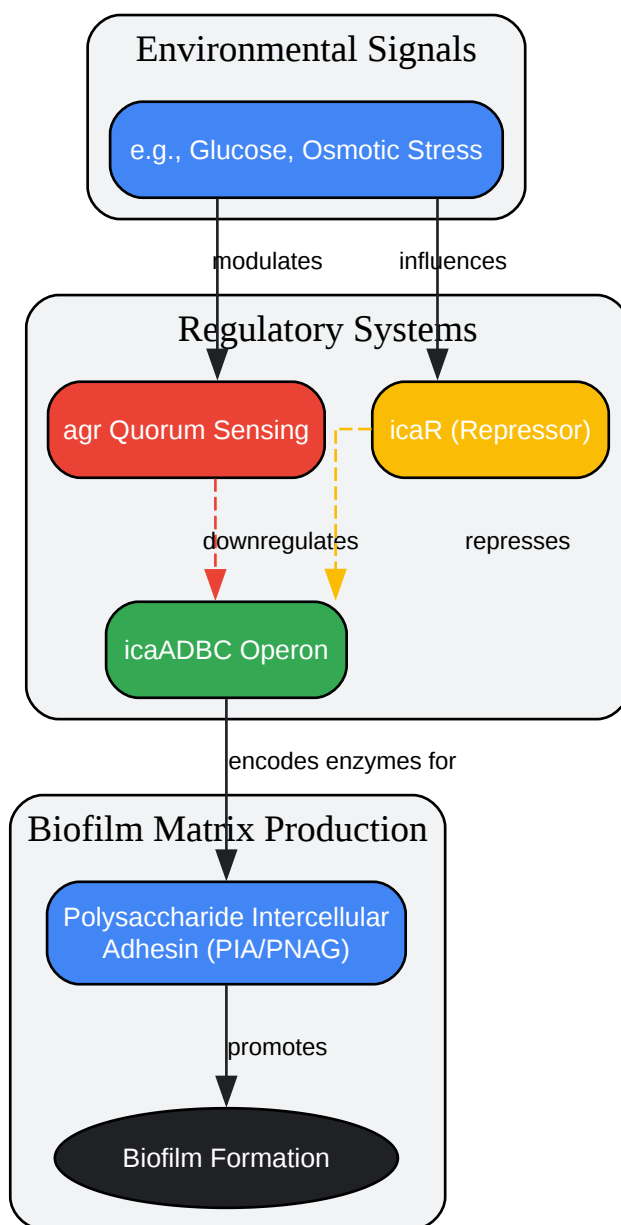 Environmental Signals
e.g., Glucose, Osmotic Stress
modulates
influences
Regulatory Systems
agr Quorum Sensing
icaR (Repressor)
downregulates
represses
icaADBC Operon
encodes enzymes for
Biofilm Matrix Production
Polysaccharide Intercellular
Adhesin (PIA/PNAG)
promotes
Biofilm Formation